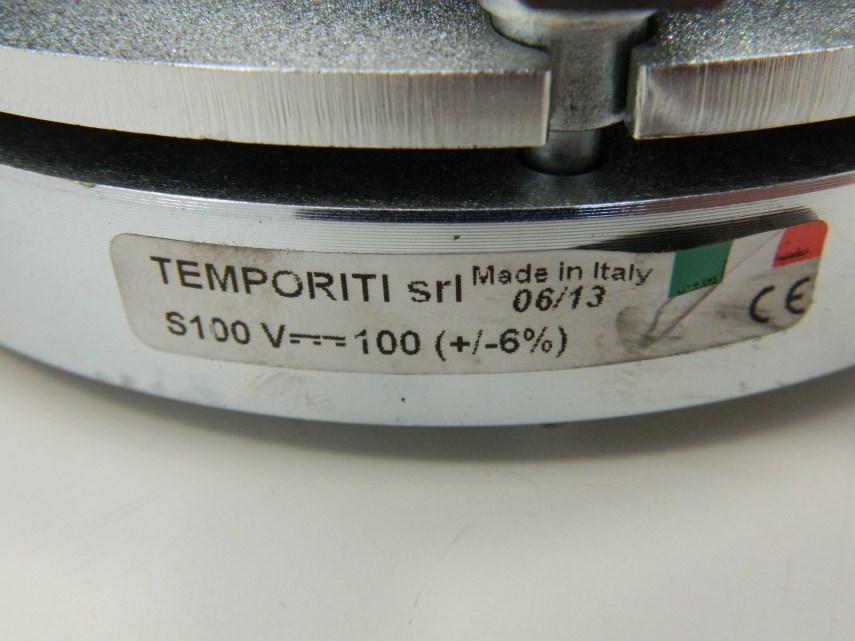 TEMPORITI srl Made in Italy
06/13
S100 V⎓100 (+/-6%)
CE